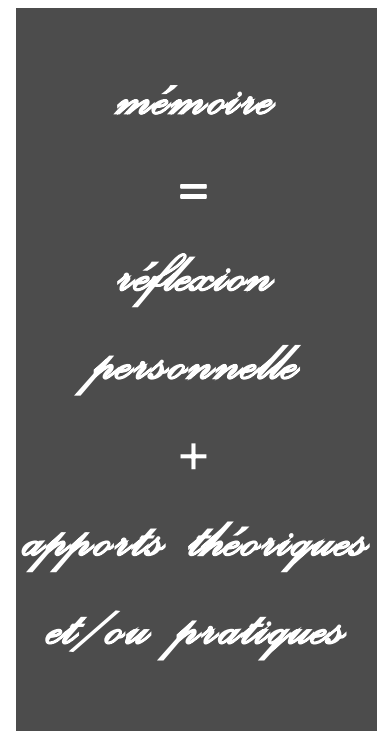 mémoire
=
réflexion
personnelle
+
apports théoriques
et/ou pratiques